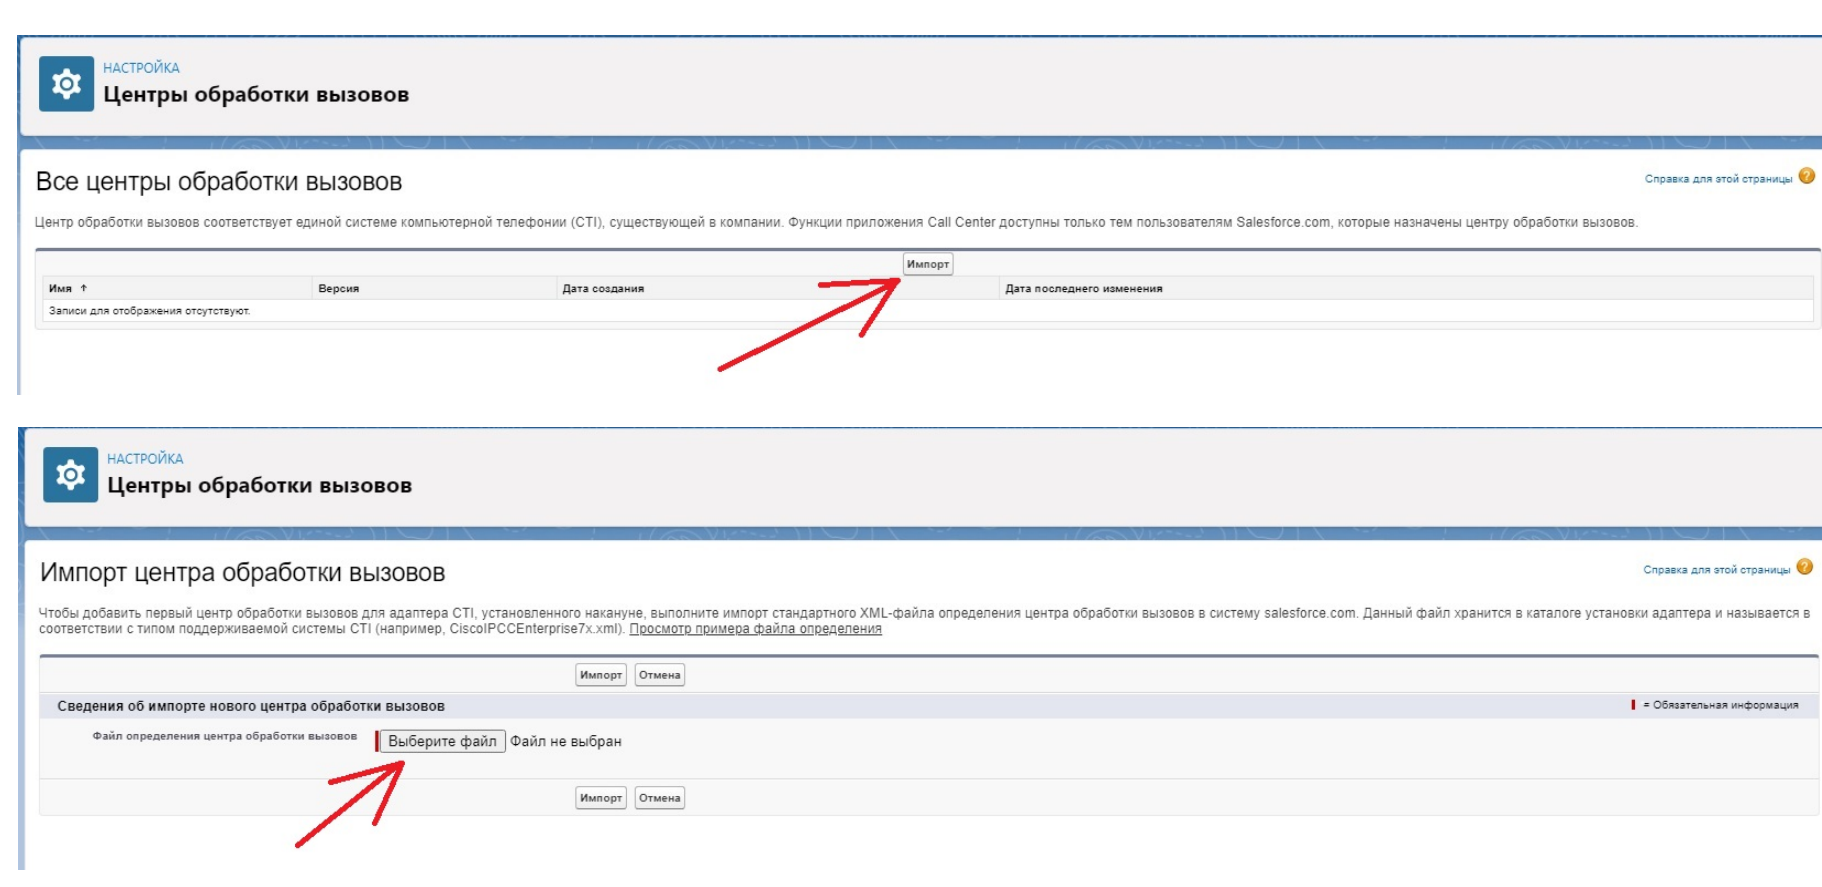 НАСТРОЙКА
Центры обработки вызовов
Все центры обработки вызовов
Справка для этой страницы
Центр обработки вызовов соответствует единой системе компьютерной телефонии (CTI), существующей в компании. Функции приложения Call Center доступны только тем пользователям Salesforce.com, которые назначены центру обработки вызовов.
Импорт
Имя ↑ Версия Дата создания Дата последнего изменения
Записи для отображения отсутствуют.
НАСТРОЙКА
Центры обработки вызовов
Импорт центра обработки вызовов
Справка для этой страницы
Чтобы добавить первый центр обработки вызовов для адаптера CTI, установленного накануне, выполните импорт стандартного XML-файла определения центра обработки вызовов в систему salesforce.com. Данный файл хранится в каталоге установки адаптера и называется в
соответствии с типом поддерживаемой системы CTI (например, CiscoIPCCEnterprise7x.xml). Просмотр примера файла определения
Импорт Отмена
Сведения об импорте нового центра обработки вызовов
= Обязательная информация
Файл определения центра обработки вызовов Выберите файл Файл не выбран
Импорт Отмена